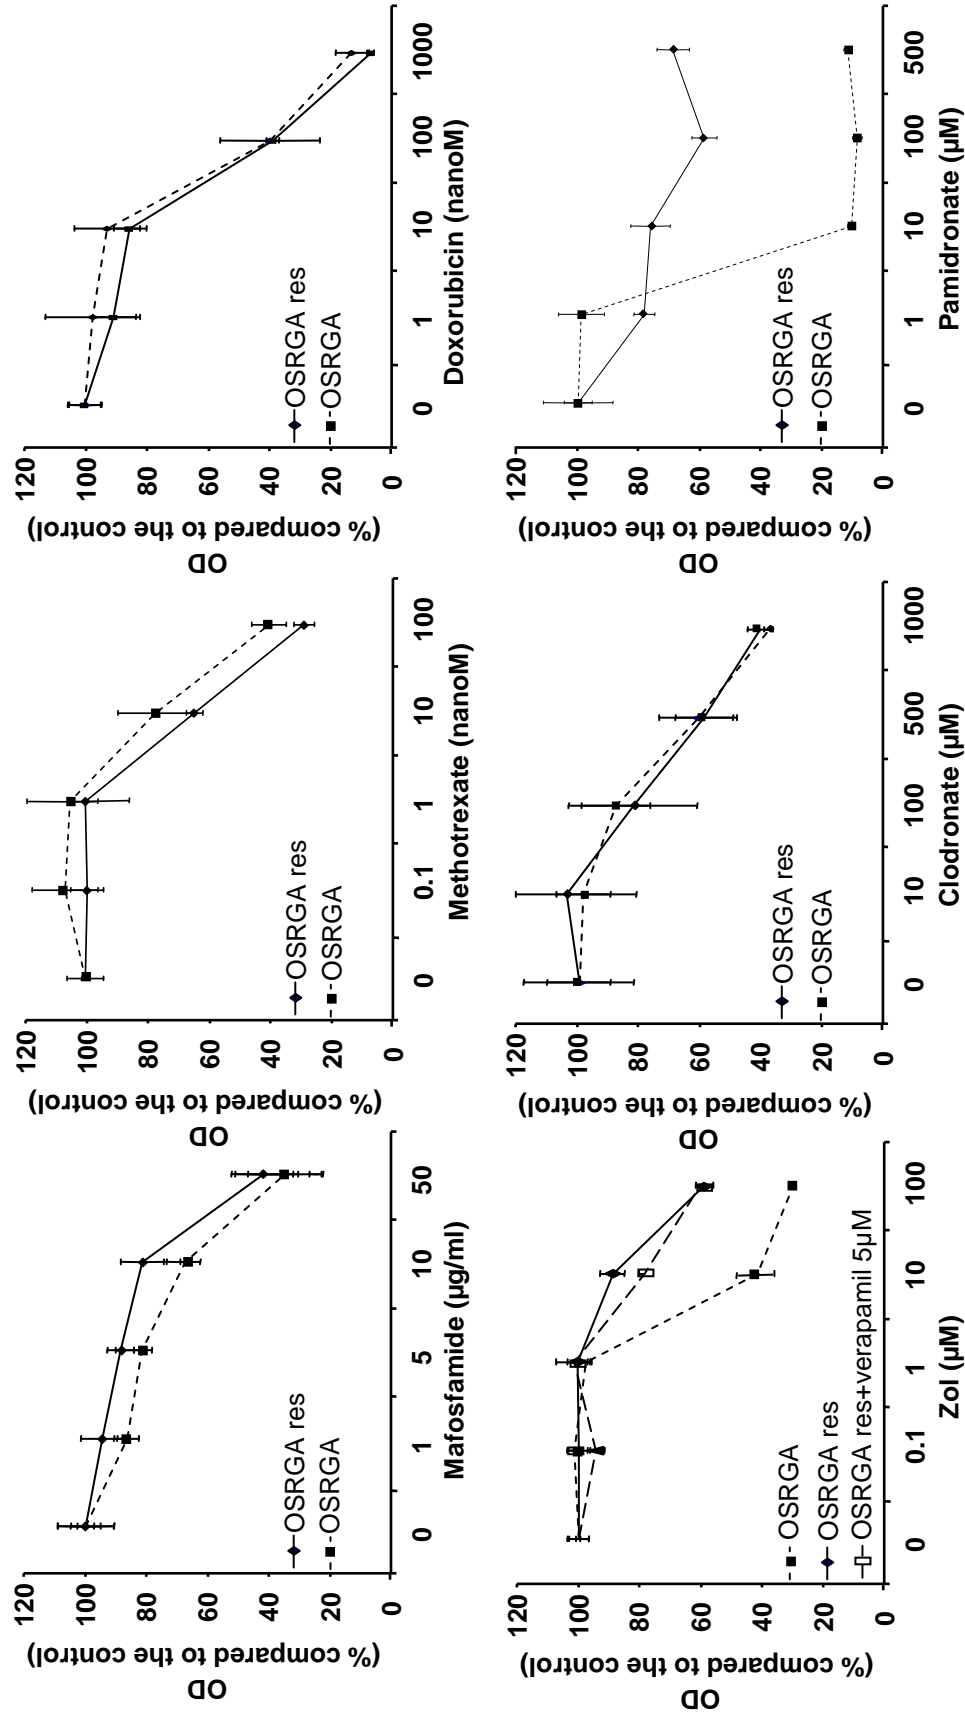 120
100
80
60
40
20
0
OD
(% compared to the control)
OSRGA res
OSRGA
0
1
5
10
50
Mafosfamide (µg/ml)
120
100
80
60
40
20
0
OD
(% compared to the control)
OSRGA res
OSRGA
0
0.1
1
10
100
Methotrexate (nanoM)
120
100
80
60
40
20
0
OD
(% compared to the control)
OSRGA res
OSRGA
0
1
10
100
1000
Doxorubicin (nanoM)
120
100
80
60
40
20
0
OD
(% compared to the control)
OSRGA
OSRGA res
OSRGA res+verapamil 5µM
0
0.1
1
10
100
Zol (µM)
120
100
80
60
40
20
0
OD
(% compared to the control)
OSRGA res
OSRGA
0
10
100
500
1000
Clodronate (µM)
120
100
80
60
40
20
0
OD
(% compared to the control)
OSRGA res
OSRGA
0
1
10
100
500
Pamidronate (µM)